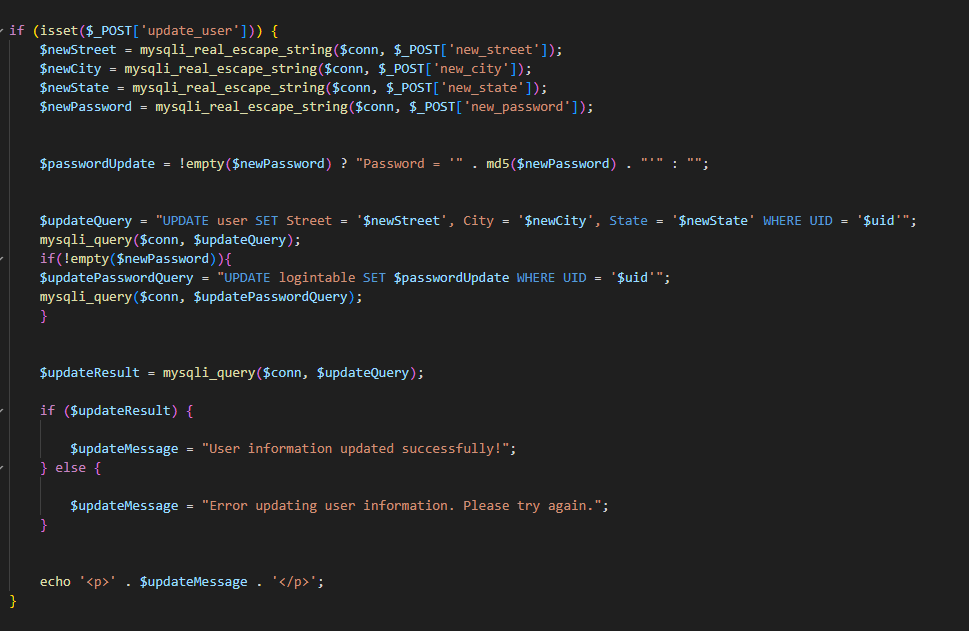 if (isset($_POST['update_user'])) {
$newStreet = mysqli_real_escape_string($conn, $_POST['new_street']);
$newCity = mysqli_real_escape_string($conn, $_POST['new_city']);
$newState = mysqli_real_escape_string($conn, $_POST['new_state']);
$newPassword = mysqli_real_escape_string($conn, $_POST['new_password']);
$passwordUpdate = !empty($newPassword) ? "Password = '" . md5($newPassword) . "'" : "";
$updateQuery = "UPDATE user SET Street = '$newStreet', City = '$newCity', State = '$newState' WHERE UID = '$uid'";
mysqli_query($conn, $updateQuery);
if(!empty($newPassword)){
$updatePasswordQuery = "UPDATE logintable SET $passwordUpdate WHERE UID = '$uid'";
mysqli_query($conn, $updatePasswordQuery);
}
$updateResult = mysqli_query($conn, $updateQuery);
if ($updateResult) {
$updateMessage = "User information updated successfully!";
} else {
$updateMessage = "Error updating user information. Please try again.";
}
echo '<p>' . $updateMessage . '</p>';
}